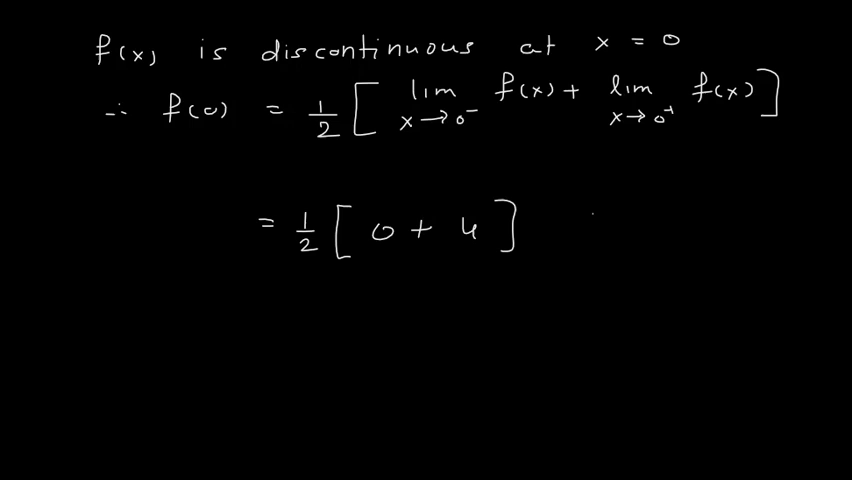 f(x) is discontinuous at x = 0
∴ f(0) = 1/2 [ lim x→0⁻ f(x) + lim x→0⁺ f(x) ]
= 1/2 [ 0 + 4 ]